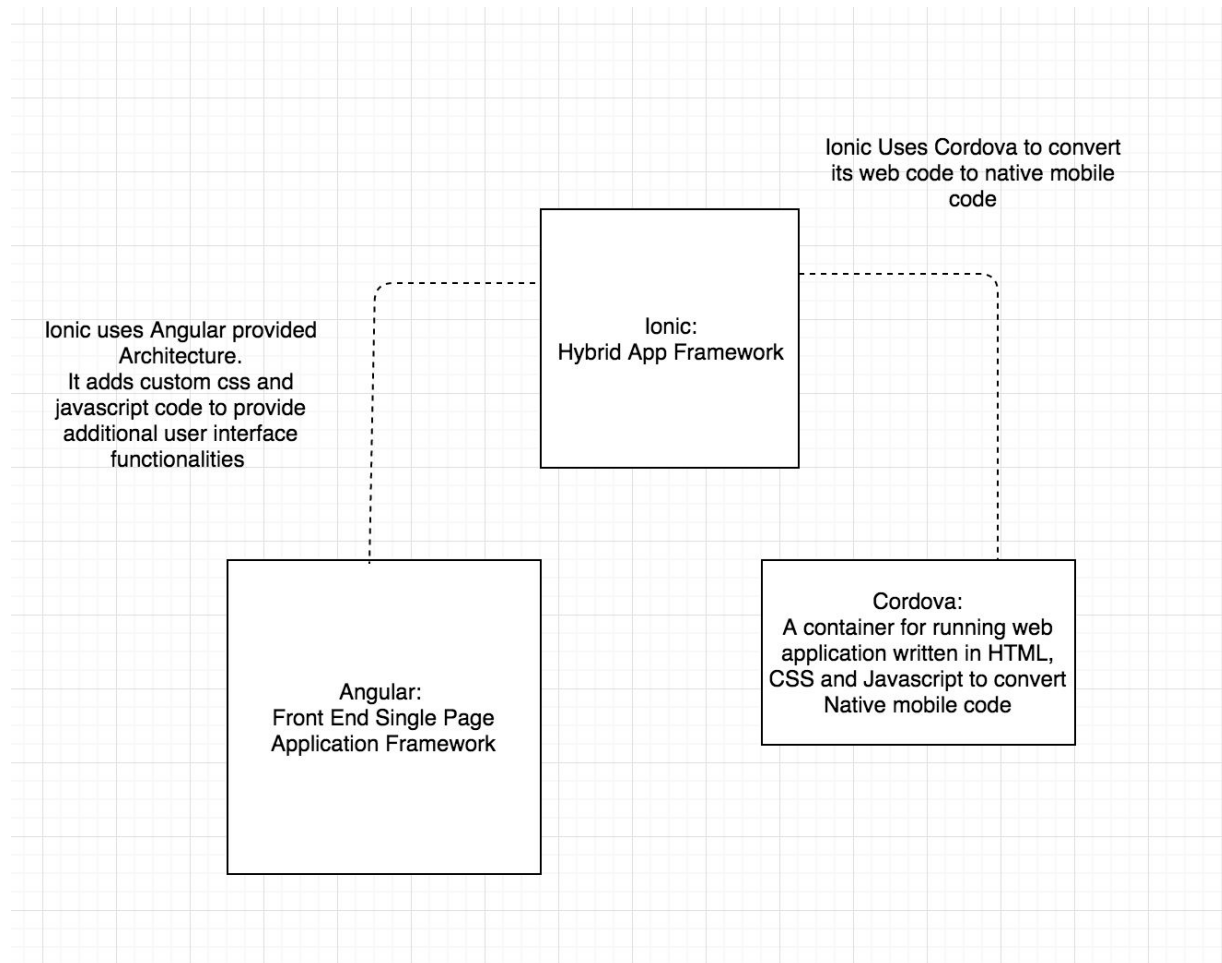 Ionic Uses Cordova to convert
its web code to native mobile
code
Ionic:
Hybrid App Framework
Ionic uses Angular provided
Architecture.
It adds custom css and
javascript code to provide
additional user interface
functionalities
Angular:
Front End Single Page
Application Framework
Cordova:
A container for running web
application written in HTML,
CSS and Javascript to convert
Native mobile code